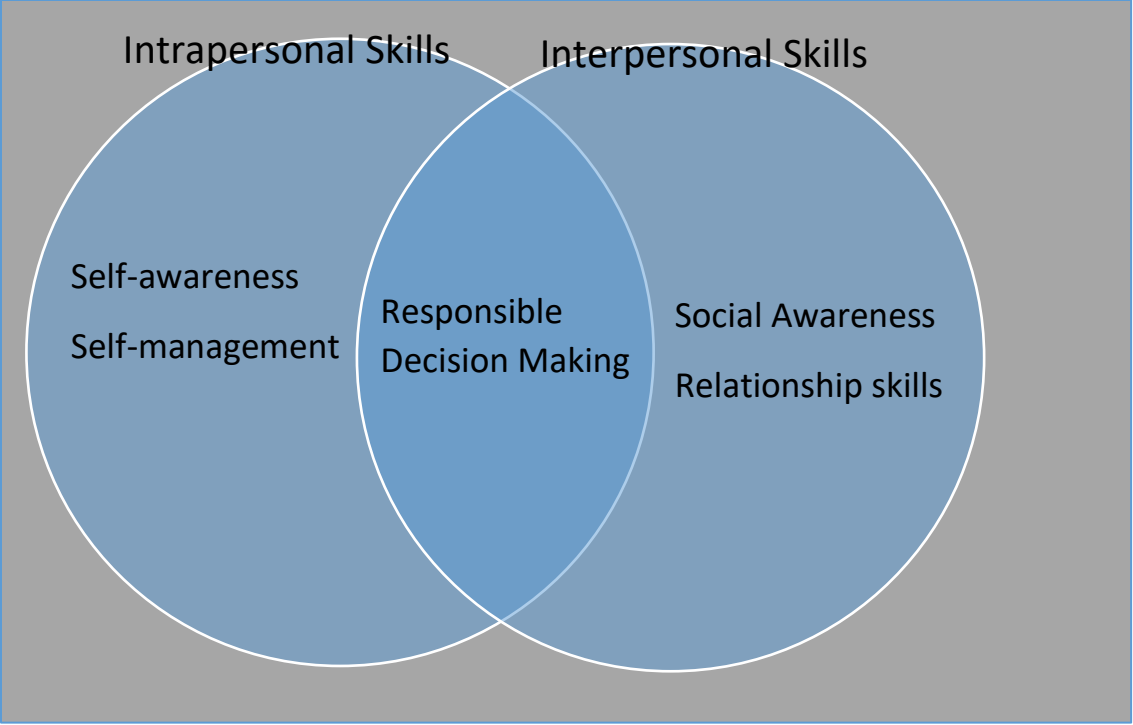 Intrapersonal Skills
Interpersonal Skills
Self-awareness
Self-management
Responsible
Decision Making
Social Awareness
Relationship skills